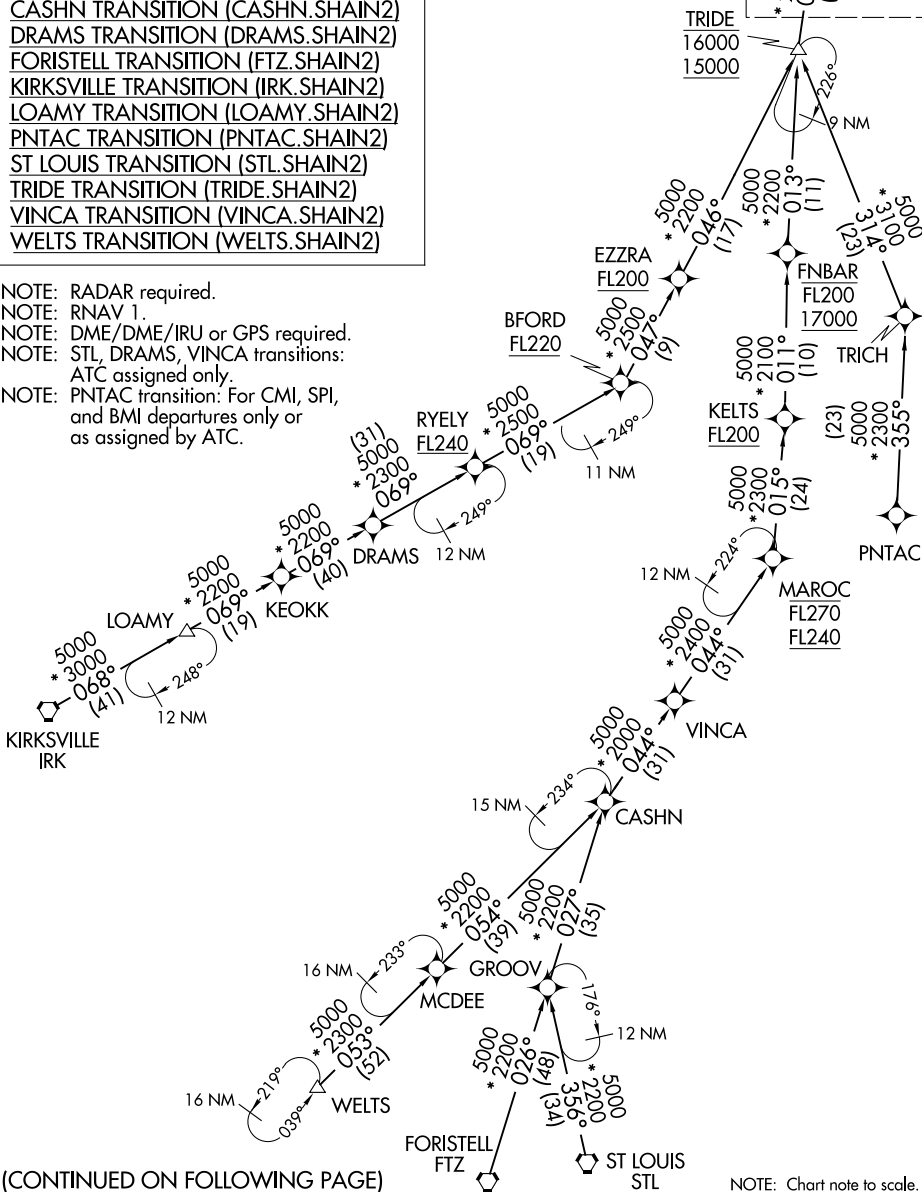 CASHN TRANSITION (CASHN.SHAIN2)
DRAMS TRANSITION (DRAMS.SHAIN2)
FORISTELL TRANSITION (FTZ.SHAIN2)
KIRKSVILLE TRANSITION (IRK.SHAIN2)
LOAMY TRANSITION (LOAMY.SHAIN2)
PNTAC TRANSITION (PNTAC.SHAIN2)
ST LOUIS TRANSITION (STL.SHAIN2)
TRIDE TRANSITION (TRIDE.SHAIN2)
VINCA TRANSITION (VINCA.SHAIN2)
WELTS TRANSITION (WELTS.SHAIN2)
NOTE: RADAR required.
NOTE: RNAV 1.
NOTE: DME/DME/IRU or GPS required.
NOTE: STL, DRAMS, VINCA transitions:
ATC assigned only.
NOTE: PNTAC transition: For CMI, SPI,
and BMI departures only or
as assigned by ATC.
TRIDE
16000
15000
226°
9 NM
5000
* 2200
046°
(17)
5000
* 2200
013°
(11)
5000
* 3100
314°
(23)
EZZRA
FL200
FNBAR
FL200
17000
TRICH
BFORD
FL220
5000
* 2500
047°
(9)
5000
* 2100
011°
(10)
(23)
5000
* 2300
355°
PNTAC
KELTS
FL200
RYELY
FL240
5000
* 2500
069°
(19)
249°
11 NM
(31)
5000
* 2300
069°
249°
12 NM
DRAMS
5000
* 2300
015°
(24)
5000
* 2200
069°
(40)
KEOKK
224°
12 NM
MAROC
FL270
FL240
LOAMY
5000
* 2200
069°
(19)
248°
12 NM
5000
* 3000
068°
(41)
KIRKSVILLE
IRK
5000
* 2400
044°
(31)
VINCA
5000
* 2000
044°
(31)
234°
15 NM
CASHN
5000
* 2200
054°
(39)
5000
* 2200
027°
(35)
233°
16 NM
MCDEE
GROOV
176°
12 NM
5000
* 2300
053°
(52)
219°
039°
16 NM
WELTS
5000
* 2200
026°
(48)
5000
* 2200
356°
(34)
FORISTELL
FTZ
ST LOUIS
STL
(CONTINUED ON FOLLOWING PAGE)
NOTE: Chart note to scale.